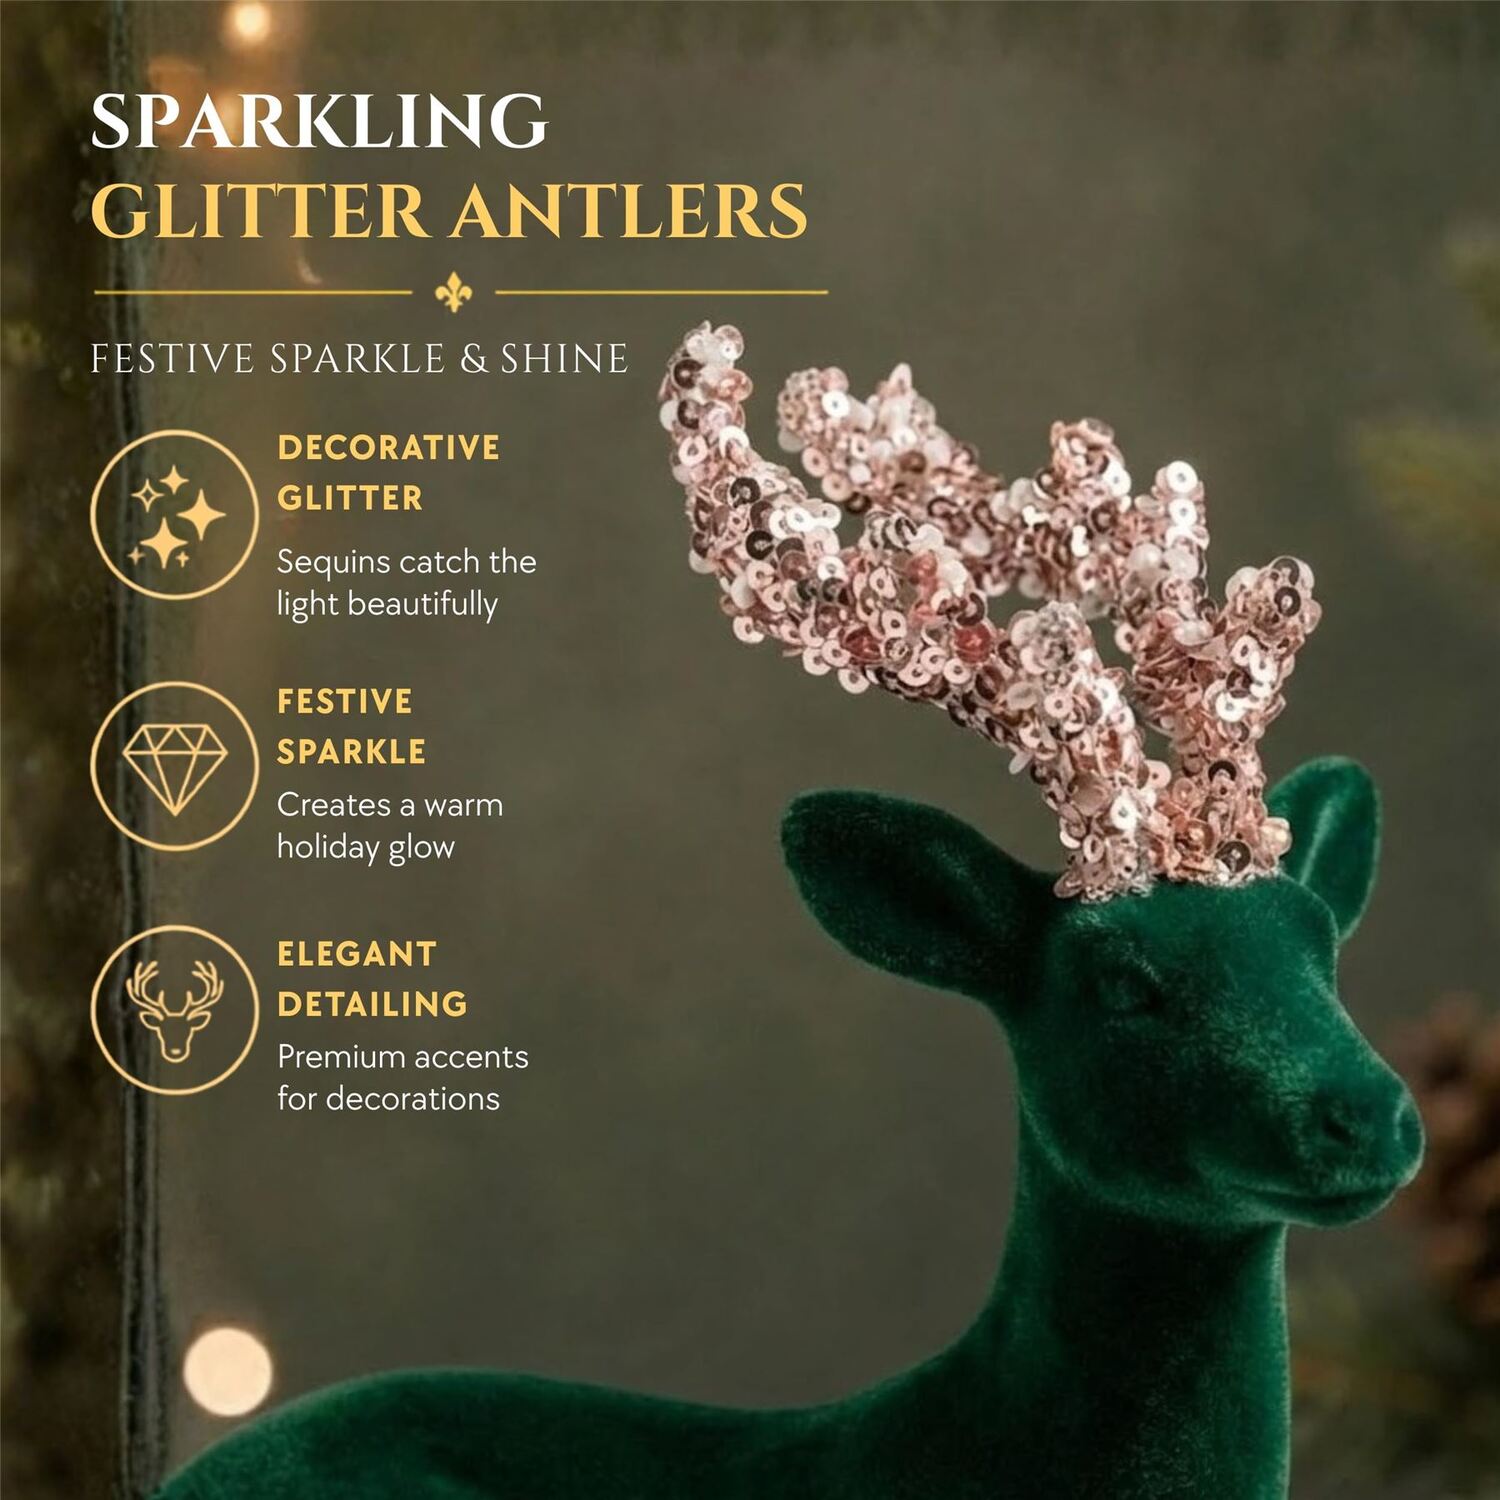 SPARKLING
GLITTER ANTLERS
FESTIVE SPARKLE & SHINE
DECORATIVE
GLITTER
Sequins catch the
light beautifully
FESTIVE
SPARKLE
Creates a warm
holiday glow
ELEGANT
DETAILING
Premium accents
for decorations